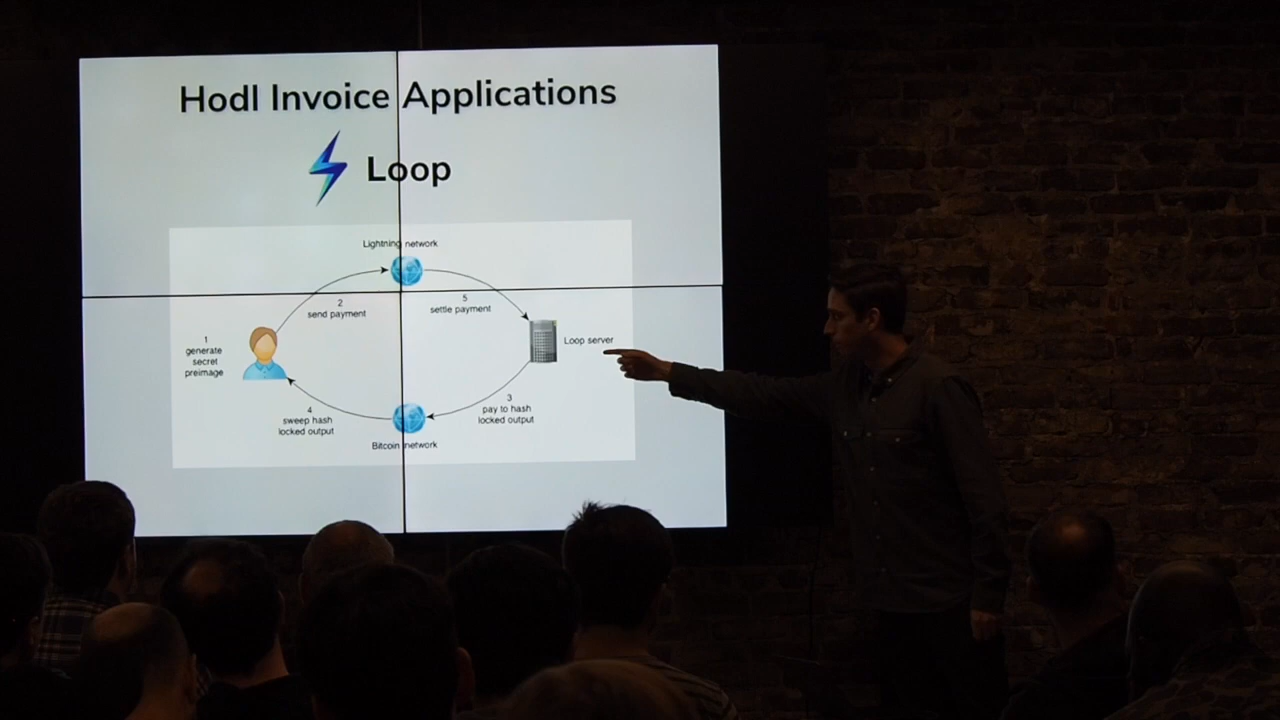 Hodl Invoice Applications
Loop
Lightning network
2
send payment
5
settle payment
1
generate
secret
preimage
Loop server
4
sweep hash
locked output
3
pay to hash
locked output
Bitcoin network